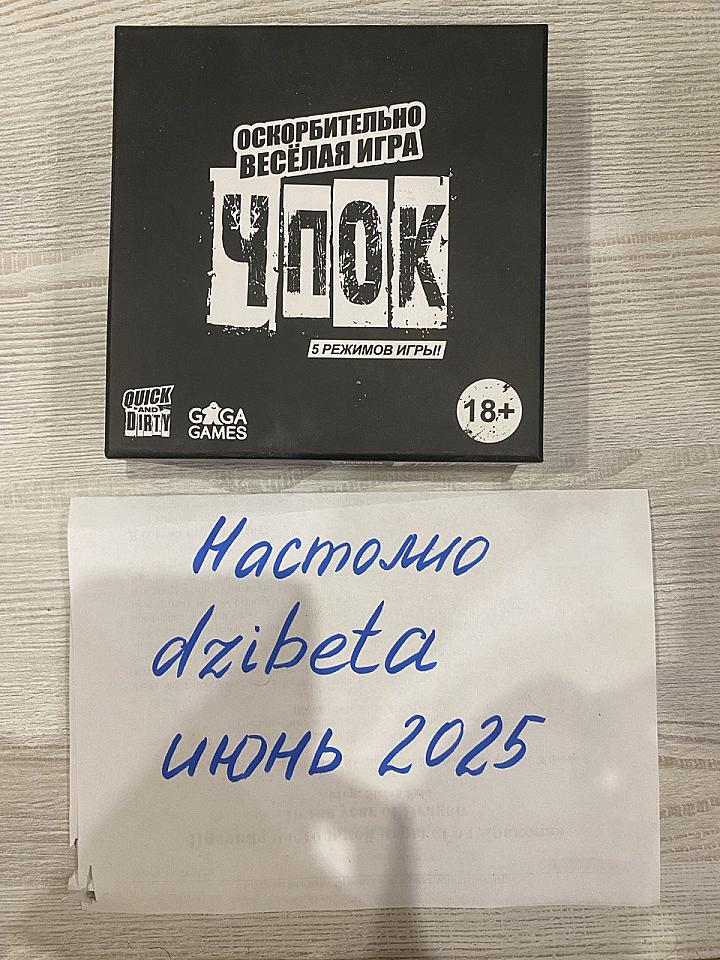 ОСКОРБИТЕЛЬНО
ВЕСЁЛАЯ ИГРА
ЧПОК
5 РЕЖИМОВ ИГРЫ!
QUICK
AND
DIRTY
GAGA
GAMES
18+
Настолио
dzibeta
июнь 2025